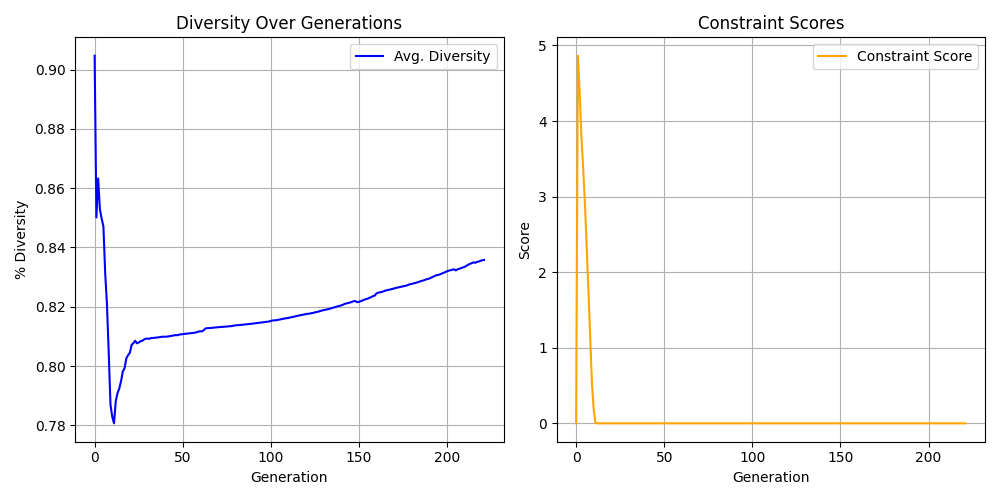 Diversity Over Generations
Avg. Diversity
% Diversity
0.90
0.88
0.86
0.84
0.82
0.80
0.78
0
50
100
150
200
Generation
Constraint Scores
Constraint Score
Score
5
4
3
2
1
0
0
50
100
150
200
Generation